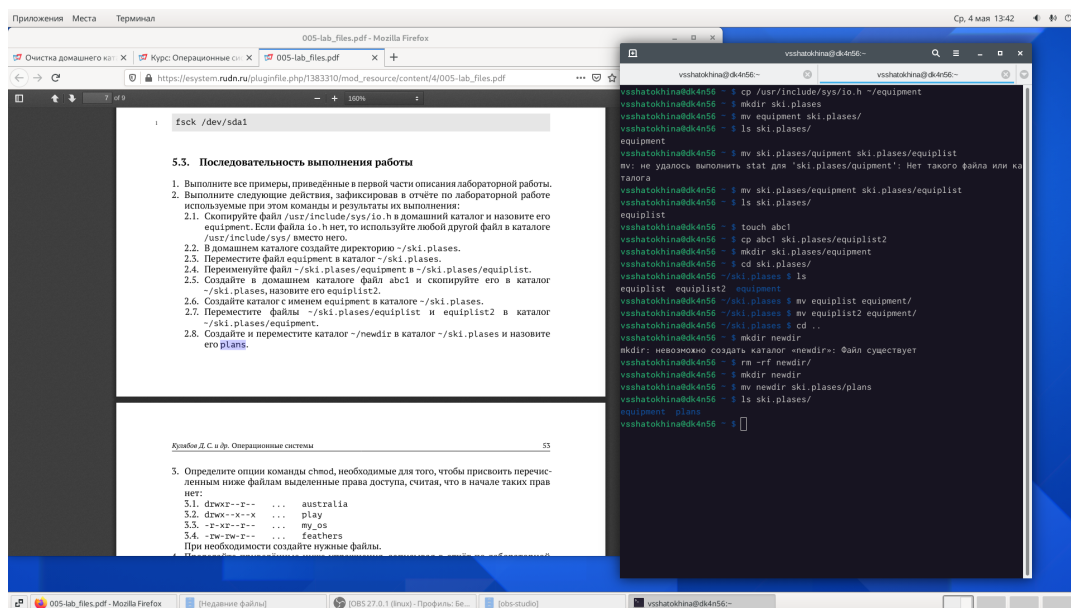 Приложения Места Терминал
Ср, 4 мая 13:42
005-lab_files.pdf - Mozilla Firefox
Очистка домашнего кат
Курс: Операционные си
005-lab_files.pdf
https://esystem.rudn.ru/pluginfile.php/1383310/mod_resource/content/4/005-lab_files.pdf
7 of 9
160%
1 fsck /dev/sda1
5.3. Последовательность выполнения работы
1. Выполните все примеры, приведённые в первой части описания лабораторной работы.
2. Выполните следующие действия, зафиксировав в отчёте по лабораторной работе
используемые при этом команды и результаты их выполнения:
2.1. Скопируйте файл /usr/include/sys/io.h в домашний каталог и назовите его
equipment. Если файла io.h нет, то используйте любой другой файл в каталоге
/usr/include/sys/ вместо него.
2.2. В домашнем каталоге создайте директорию ~/ski.plases.
2.3. Переместите файл equipment в каталог ~/ski.plases.
2.4. Переименуйте файл ~/ski.plases/equipment в ~/ski.plases/equiplist.
2.5. Создайте в домашнем каталоге файл abc1 и скопируйте его в каталог
~/ski.plases, назовите его equiplist2.
2.6. Создайте каталог с именем equipment в каталоге ~/ski.plases.
2.7. Переместите файлы ~/ski.plases/equiplist и equiplist2 в каталог
~/ski.plases/equipment.
2.8. Создайте и переместите каталог ~/newdir в каталог ~/ski.plases и назовите
его plans.
Кулябов Д. С. и др. Операционные системы 53
3. Определите опции команды chmod, необходимые для того, чтобы присвоить перечис-
ленным ниже файлам выделенные права доступа, считая, что в начале таких прав
нет:
3.1. drwxr--r-- ... australia
3.2. drwx--x--x ... play
3.3. -r-xr--r-- ... my_os
3.4. -rw-rw-r-- ... feathers
При необходимости создайте нужные файлы.
vsshatokhina@dk4n56:~
vsshatokhina@dk4n56:~
vsshatokhina@dk4n56:~
vsshatokhina@dk4n56 ~ $ cp /usr/include/sys/io.h ~/equipment
vsshatokhina@dk4n56 ~ $ mkdir ski.plases
vsshatokhina@dk4n56 ~ $ mv equipment ski.plases/
vsshatokhina@dk4n56 ~ $ ls ski.plases/
equipment
vsshatokhina@dk4n56 ~ $ mv ski.plases/quipment ski.plases/equiplist
mv: не удалось выполнить stat для 'ski.plases/quipment': Нет такого файла или ка
талога
vsshatokhina@dk4n56 ~ $ mv ski.plases/equipment ski.plases/equiplist
vsshatokhina@dk4n56 ~ $ ls ski.plases/
equiplist
vsshatokhina@dk4n56 ~ $ touch abc1
vsshatokhina@dk4n56 ~ $ cp abc1 ski.plases/equiplist2
vsshatokhina@dk4n56 ~ $ mkdir ski.plases/equipment
vsshatokhina@dk4n56 ~ $ cd ski.plases/
vsshatokhina@dk4n56 ~/ski.plases $ ls
equiplist equiplist2 equipment
vsshatokhina@dk4n56 ~/ski.plases $ mv equiplist equipment/
vsshatokhina@dk4n56 ~/ski.plases $ mv equiplist2 equipment/
vsshatokhina@dk4n56 ~/ski.plases $ cd ..
vsshatokhina@dk4n56 ~ $ mkdir newdir
mkdir: невозможно создать каталог «newdir»: Файл существует
vsshatokhina@dk4n56 ~ $ rm -rf newdir/
vsshatokhina@dk4n56 ~ $ mkdir newdir
vsshatokhina@dk4n56 ~ $ mv newdir ski.plases/plans
vsshatokhina@dk4n56 ~ $ ls ski.plases/
equipment plans
vsshatokhina@dk4n56 ~ $
005-lab_files.pdf - Mozilla Firefox
[Недавние файлы]
[OBS 27.0.1 (linux) - Профиль: Бе...
[obs-studio]
vsshatokhina@dk4n56:~